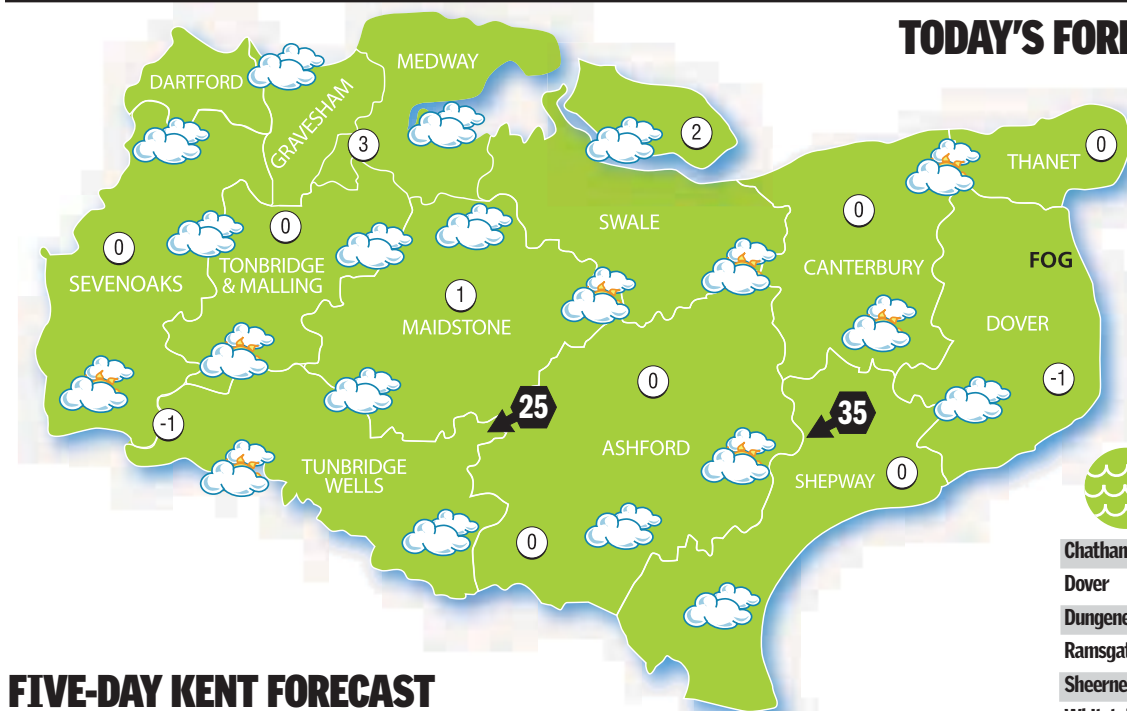 TODAY'S FORE
MEDWAY
DARTFORD
GRAVESHAM
3
2
0
THANET
0
0
SWALE
0
FOG
SEVENOAKS
TONBRIDGE
& MALLING
CANTERBURY
1
MAIDSTONE
DOVER
0
-1
25
35
-1
ASHFORD
TUNBRIDGE
WELLS
SHEPWAY
0
0
Chatham
Dover
Dungene
Ramsgat
Sheerne
FIVE-DAY KENT FORECAST